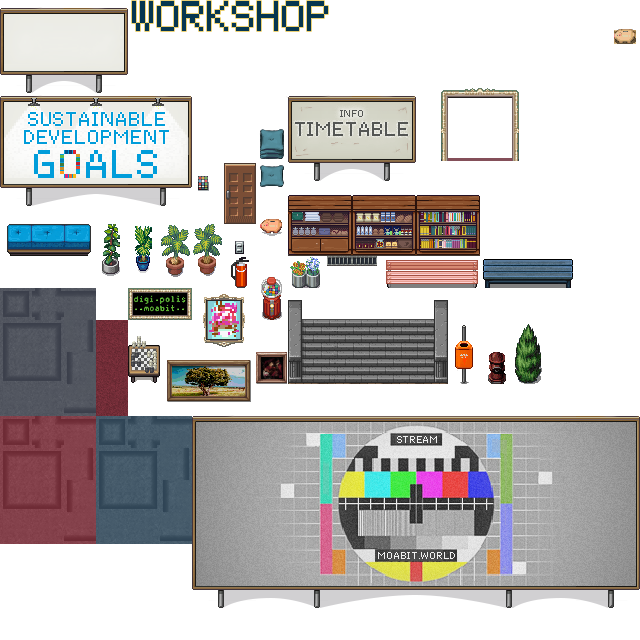 WORKSHOP
SUSTAINABLE
DEVELOPMENT
GOALS
INFO
TIMETABLE
digi-polis
--moabit--
STREAM
MOABIT.WORLD